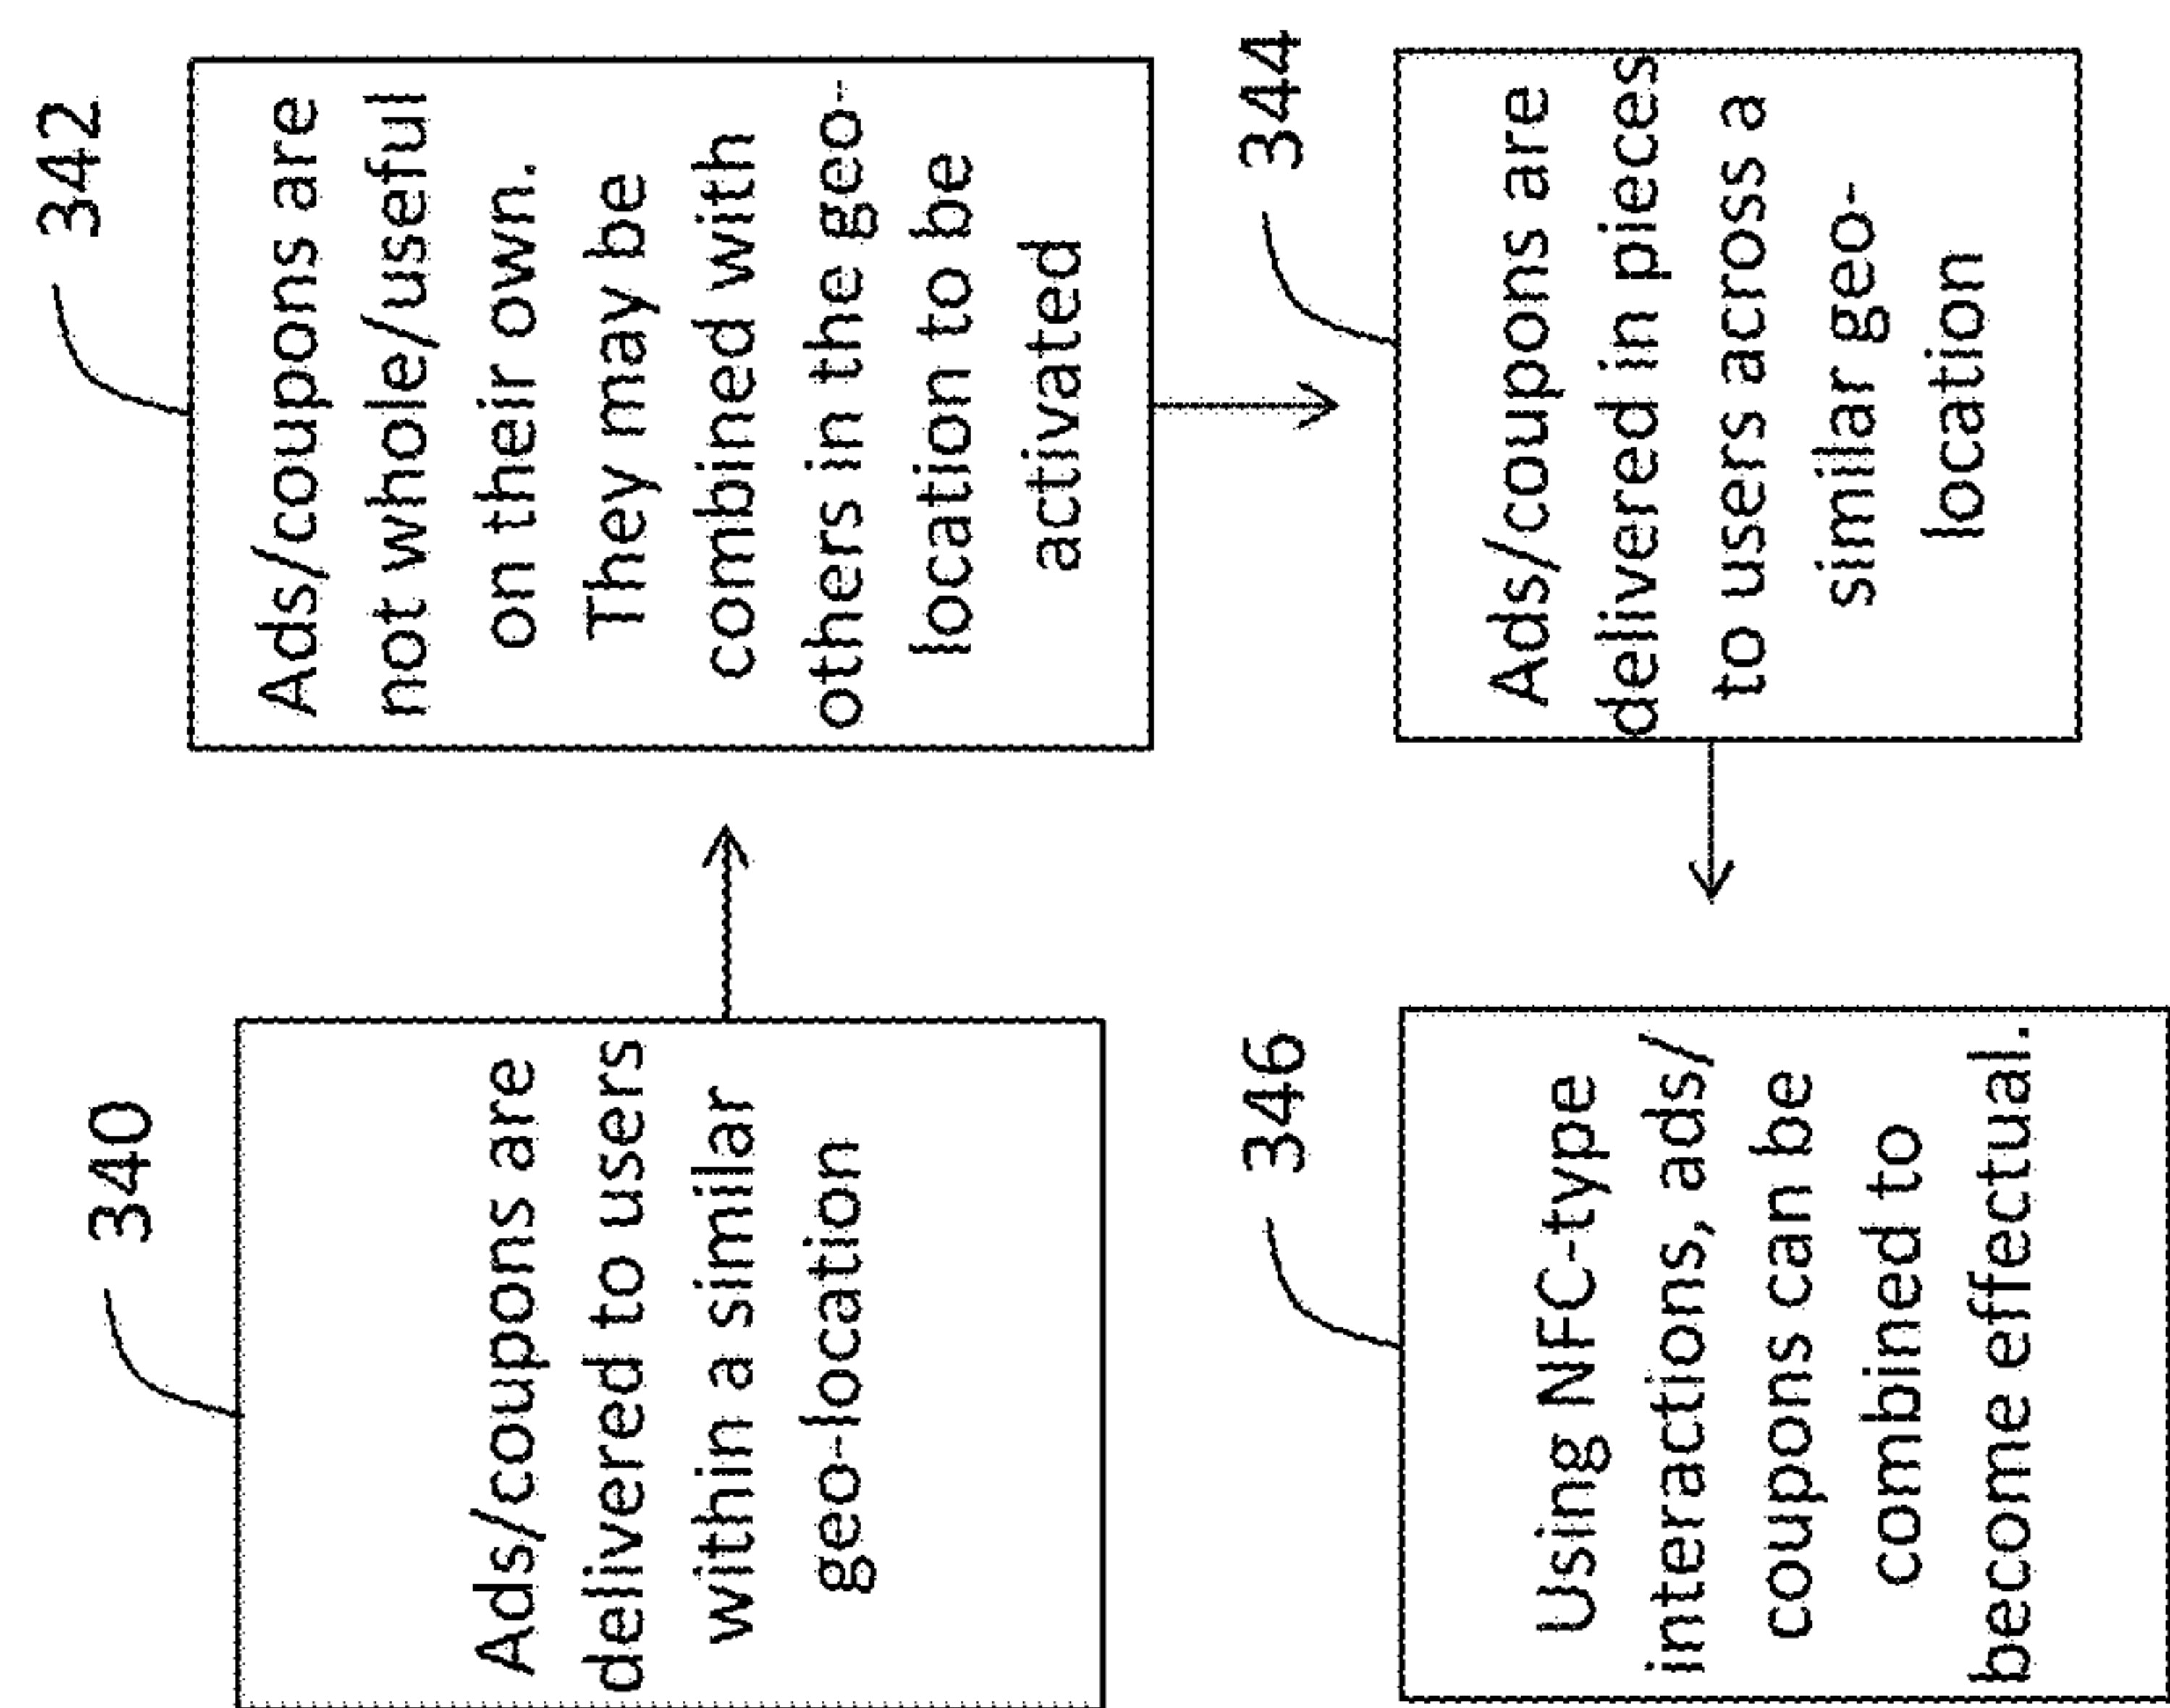 340
Ads/coupons are
delivered to users
within a similar
geo-location
342
Ads/coupons are
not whole/useful
on their own.
They may be
combined with
others in the geo-
location to be
activated
344
Ads/coupons are
delivered in pieces
to users across a
similar geo-
location
346
Using NFC-type
interactions, ads/
coupons can be
combined to
become effectual.